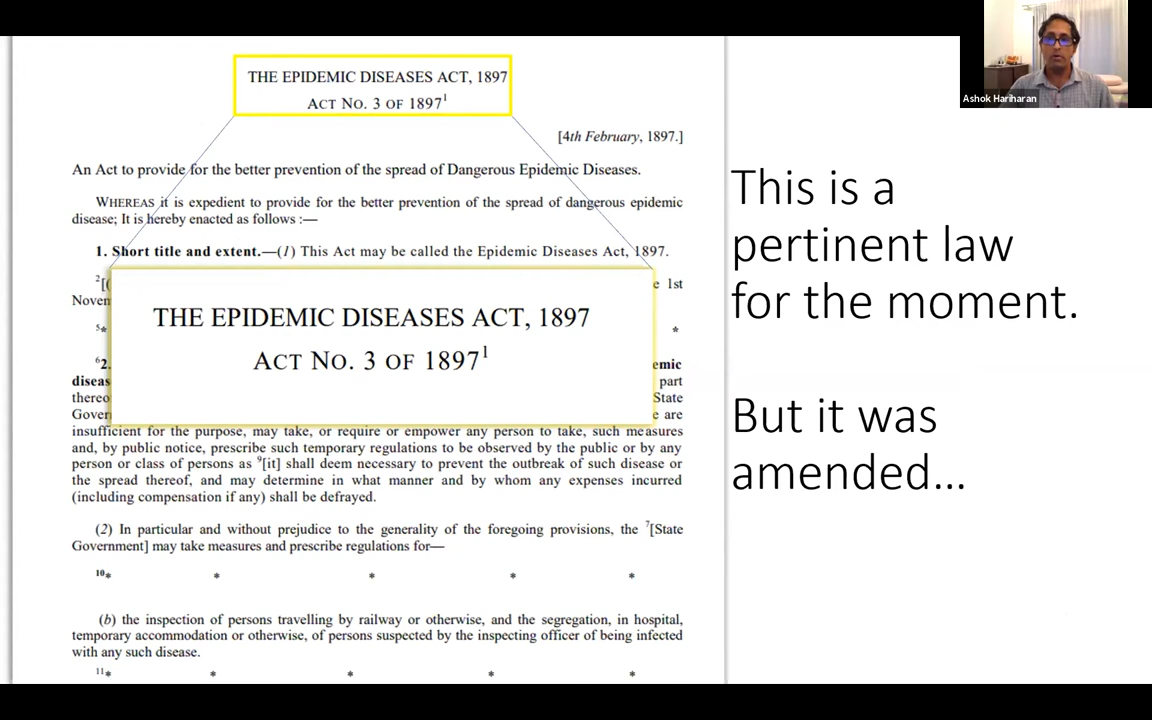 THE EPIDEMIC DISEASES ACT, 1897
ACT NO. 3 OF 1897¹
[4th February, 1897.]
An Act to provide for the better prevention of the spread of Dangerous Epidemic Diseases.
WHEREAS it is expedient to provide for the better prevention of the spread of dangerous epidemic
disease; It is hereby enacted as follows :—
1. Short title and extent.—(1) This Act may be called the Epidemic Diseases Act, 1897.
²[( e 1st
Noven
⁵* *
THE EPIDEMIC DISEASES ACT, 1897
ACT NO. 3 OF 1897¹
⁶2. emic
diseas part
thereo State
Gover e are
insufficient for the purpose, may take, or require or empower any person to take, such measures
and, by public notice, prescribe such temporary regulations to be observed by the public or by any
person or class of persons as ⁹[it] shall deem necessary to prevent the outbreak of such disease or
the spread thereof, and may determine in what manner and by whom any expenses incurred
(including compensation if any) shall be defrayed.
(2) In particular and without prejudice to the generality of the foregoing provisions, the ⁷[State
Government] may take measures and prescribe regulations for—
¹⁰* * * * *
(b) the inspection of persons travelling by railway or otherwise, and the segregation, in hospital,
temporary accommodation or otherwise, of persons suspected by the inspecting officer of being infected
with any such disease.
¹¹* * * * *
This is a
pertinent law
for the moment.
But it was
amended...
Ashok Hariharan